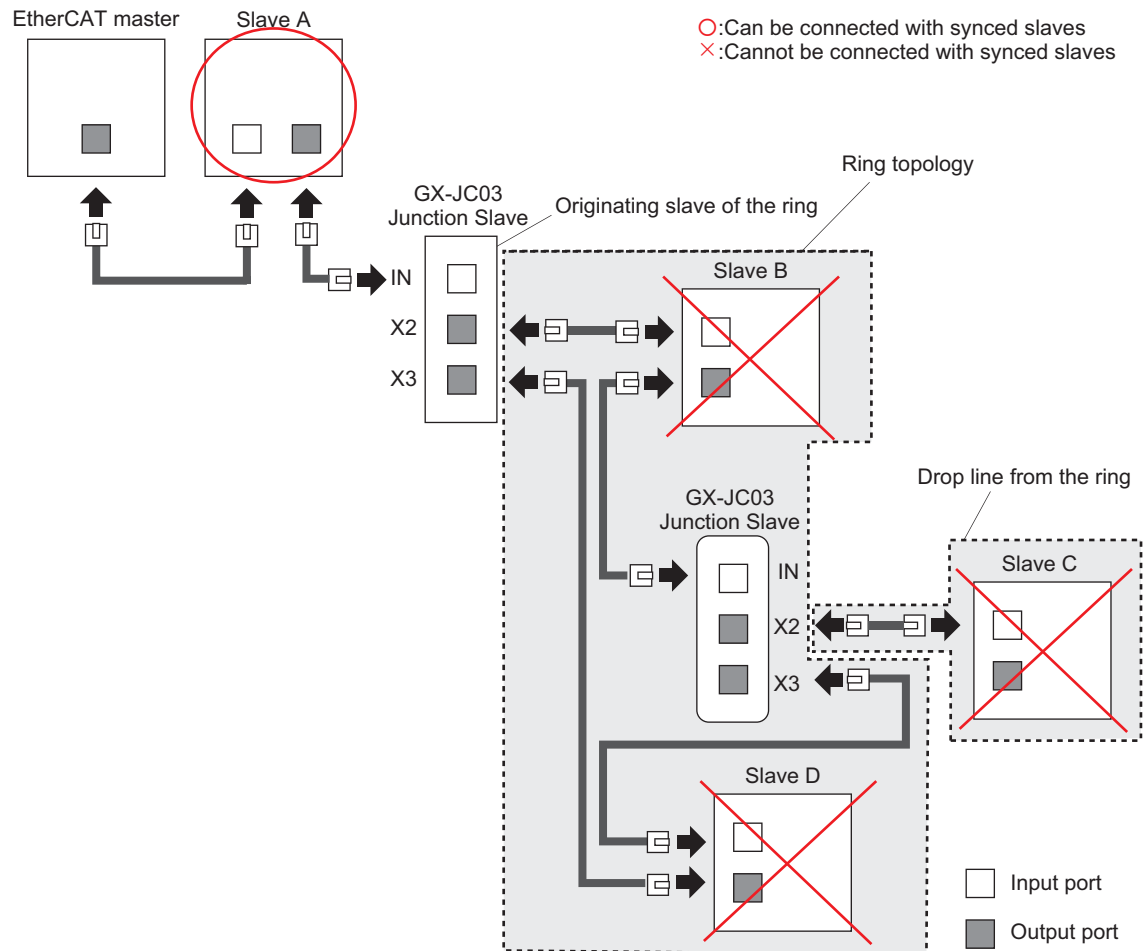 EtherCAT master
Slave A
○:Can be connected with synced slaves
×:Cannot be connected with synced slaves
Ring topology
GX-JC03
Junction Slave
Originating slave of the ring
IN
X2
X3
Slave B
GX-JC03
Junction Slave
Drop line from the ring
IN
X2
X3
Slave C
Slave D
Input port
Output port